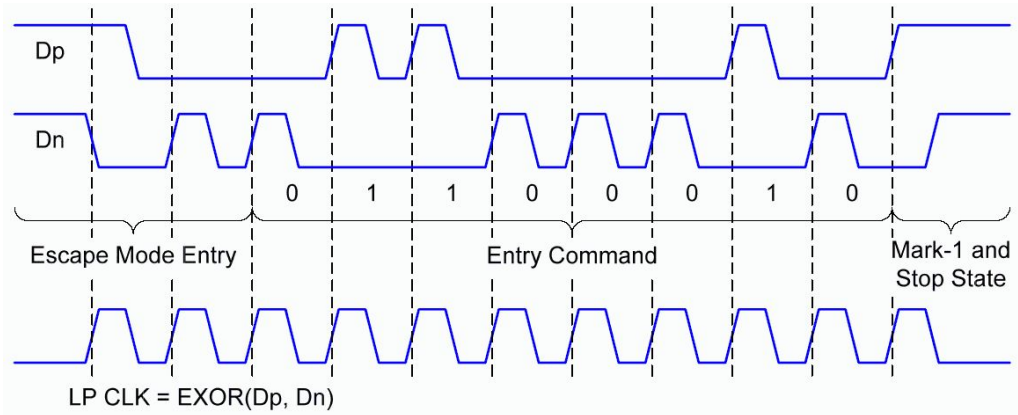 Dp
Dn
0 1 1 0 0 0 1 0
Escape Mode Entry
Entry Command
Mark-1 and
Stop State
LP CLK = EXOR(Dp, Dn)